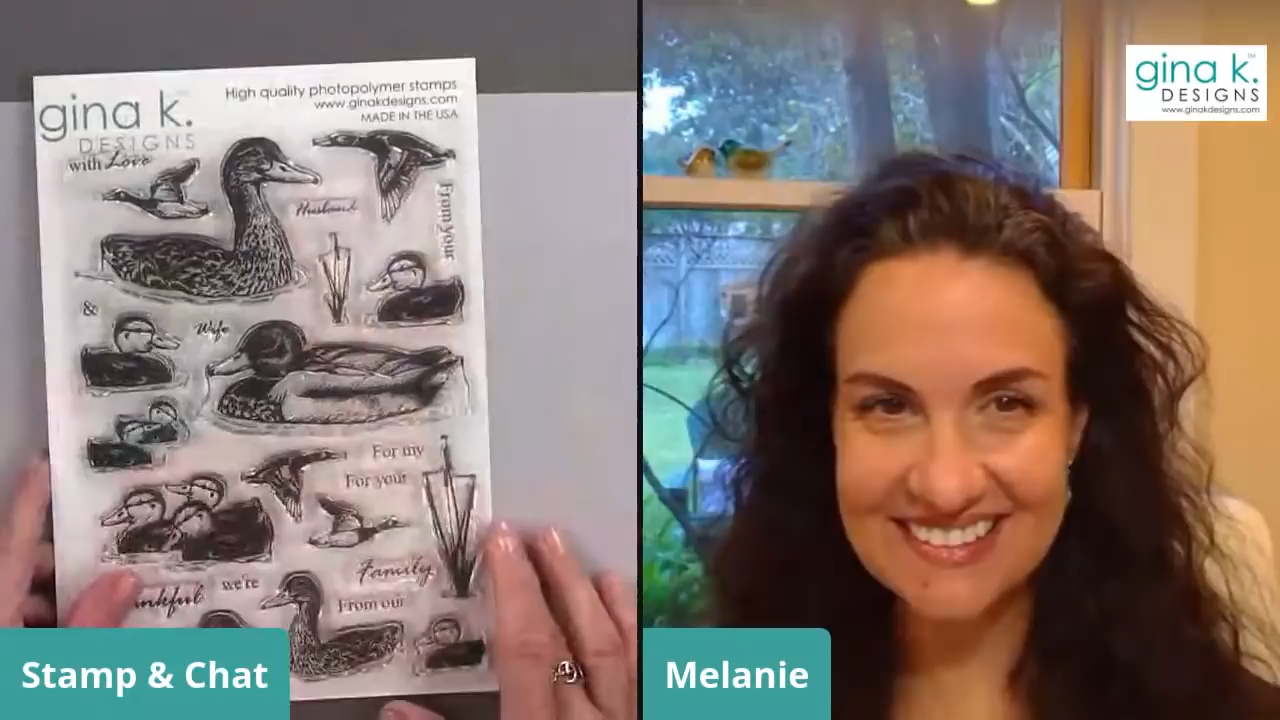 gina k.
DESIGNS
High quality photopolymer stamps
www.ginakdesigns.com
MADE IN THE USA
with Love
Husband
From your
&
Wife
For my
For your
Family
we're
From our
Stamp & Chat
Melanie
gina k.
DESIGNS
www.ginakdesigns.com